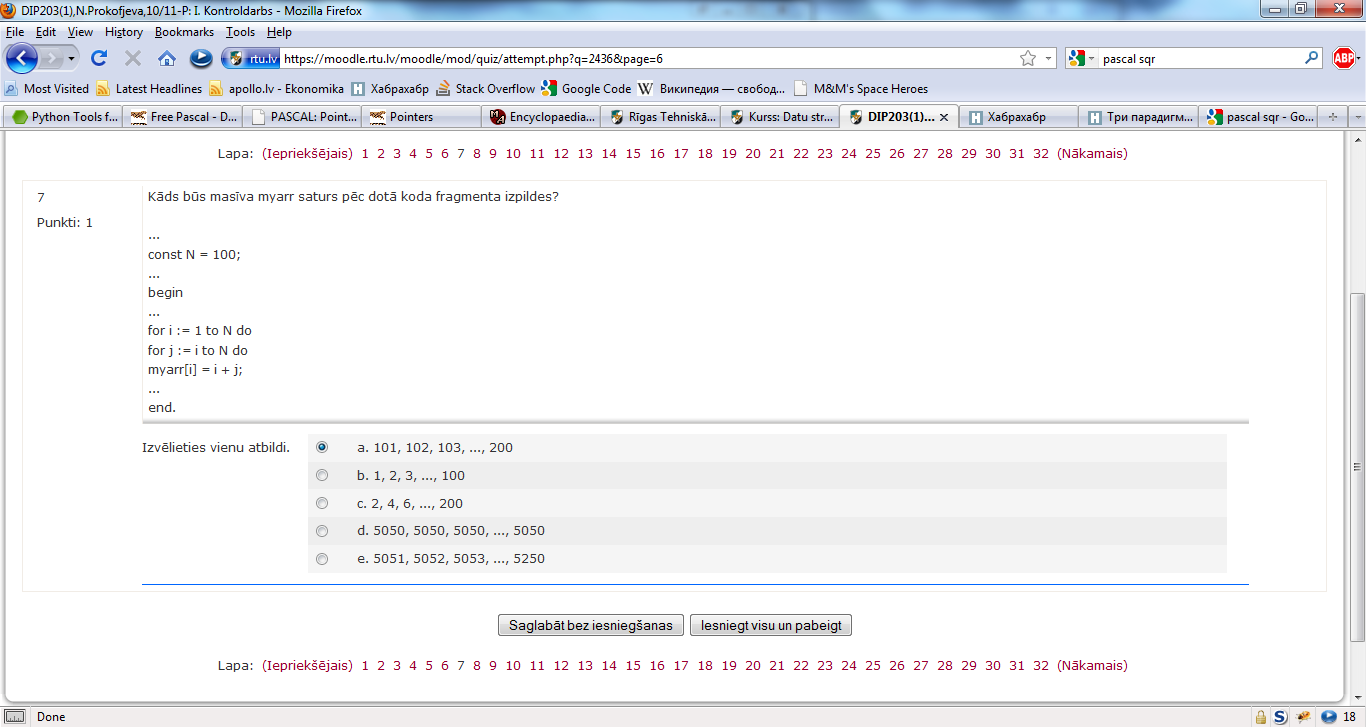 DIP203(1),N.Prokofjeva,10/11-P: I. Kontroldarbs - Mozilla Firefox
File Edit View History Bookmarks Tools Help
rtu.lv https://moodle.rtu.lv/moodle/mod/quiz/attempt.php?q=2436&page=6 pascal sqr ABP
Most Visited Latest Headlines apollo.lv - Ekonomika Хабрахабр Stack Overflow Google Code Википедия — свобод... M&M's Space Heroes
Python Tools f... Free Pascal - D... PASCAL: Point... Pointers Encyclopaedia... Rīgas Tehniskā... Kurss: Datu str... DIP203(1)... Хабрахабр Три парадигм... pascal sqr - Go...
Lapa: (Iepriekšējais) 1 2 3 4 5 6 7 8 9 10 11 12 13 14 15 16 17 18 19 20 21 22 23 24 25 26 27 28 29 30 31 32 (Nākamais)
7
Punkti: 1
Kāds būs masīva myarr saturs pēc dotā koda fragmenta izpildes?
...
const N = 100;
...
begin
...
for i := 1 to N do
for j := i to N do
myarr[i] = i + j;
...
end.
Izvēlieties vienu atbildi.
a. 101, 102, 103, ..., 200
b. 1, 2, 3, ..., 100
c. 2, 4, 6, ..., 200
d. 5050, 5050, 5050, ..., 5050
e. 5051, 5052, 5053, ..., 5250
Saglabāt bez iesniegšanas Iesniegt visu un pabeigt
Lapa: (Iepriekšējais) 1 2 3 4 5 6 7 8 9 10 11 12 13 14 15 16 17 18 19 20 21 22 23 24 25 26 27 28 29 30 31 32 (Nākamais)
Done 18